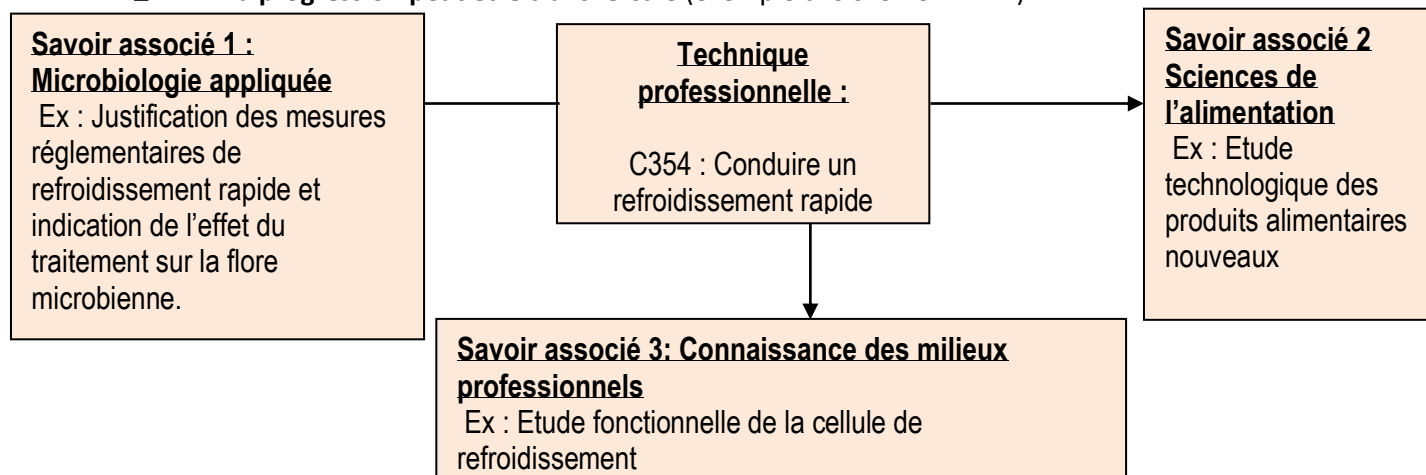 Savoir associé 1 :
Microbiologie appliquée
Ex : Justification des mesures
réglementaires de
refroidissement rapide et
indication de l’effet du
traitement sur la flore
microbienne.
Technique
professionnelle :
C354 : Conduire un
refroidissement rapide
Savoir associé 2
Sciences de
l’alimentation
Ex : Etude
technologique des
produits alimentaires
nouveaux
Savoir associé 3: Connaissance des milieux
professionnels
Ex : Etude fonctionnelle de la cellule de
refroidissement